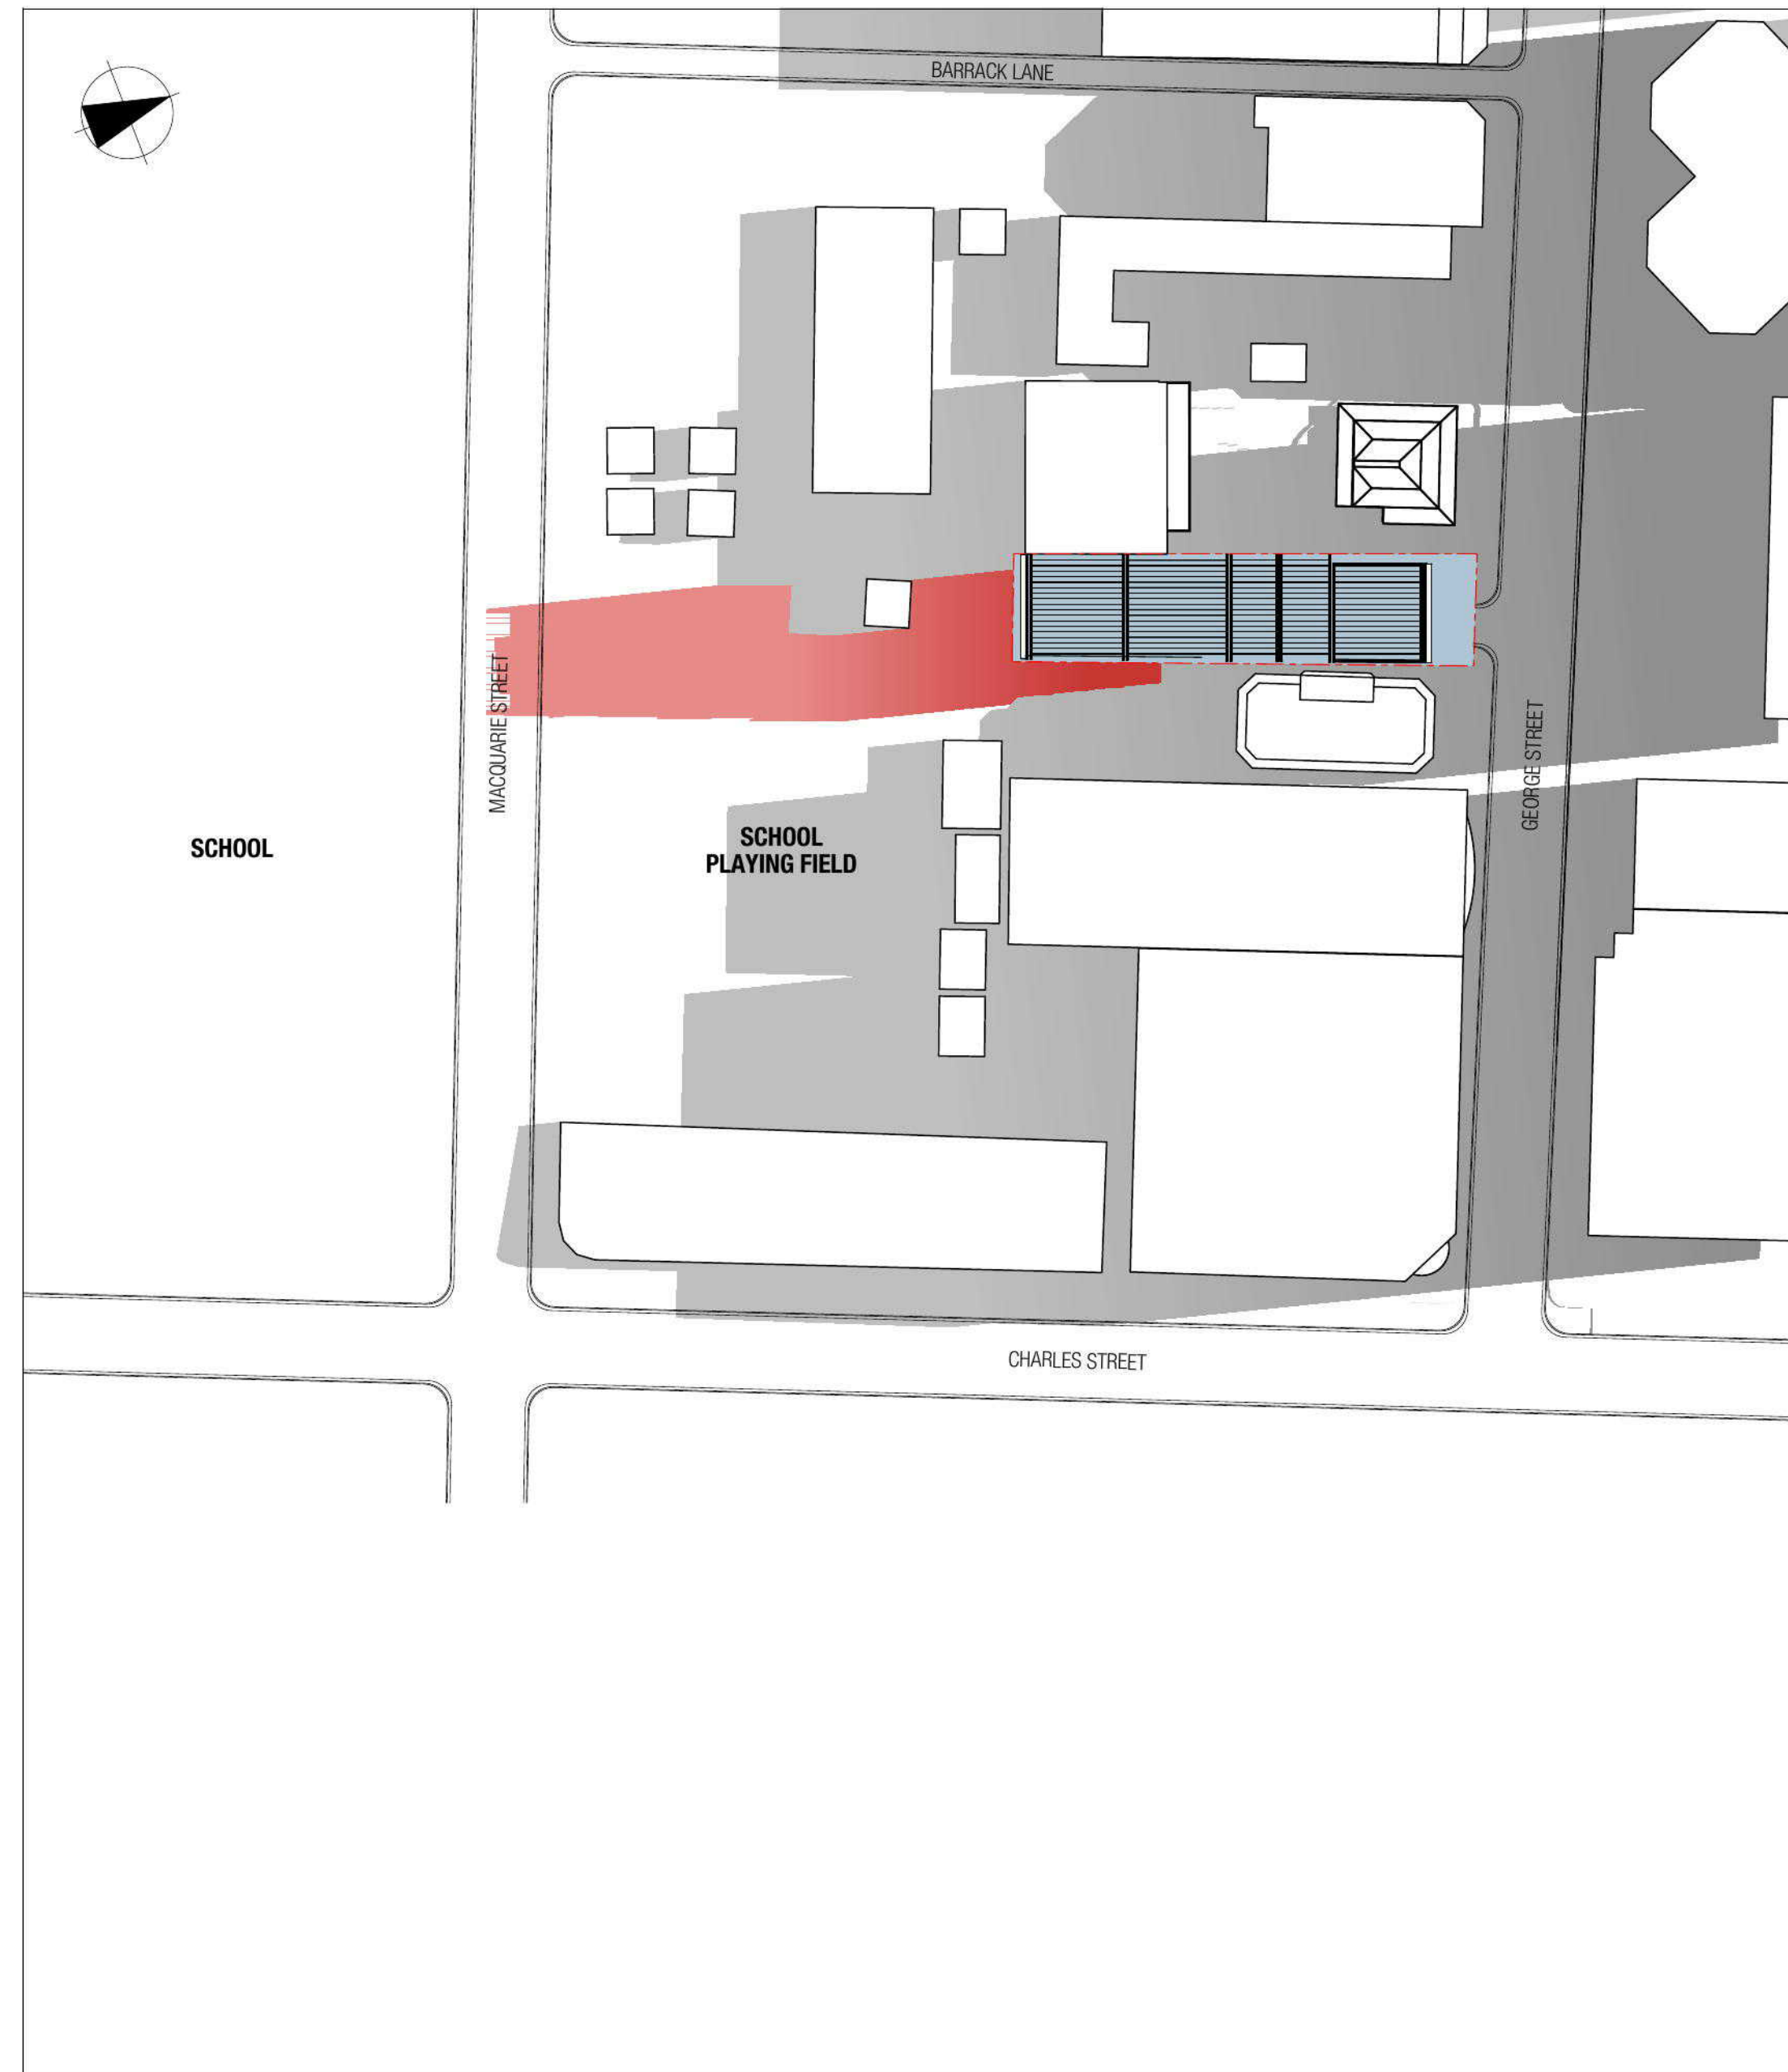 BARRACK LANE
MACQUARIE STREET
GEORGE STREET
SCHOOL
SCHOOL
PLAYING FIELD
CHARLES STREET